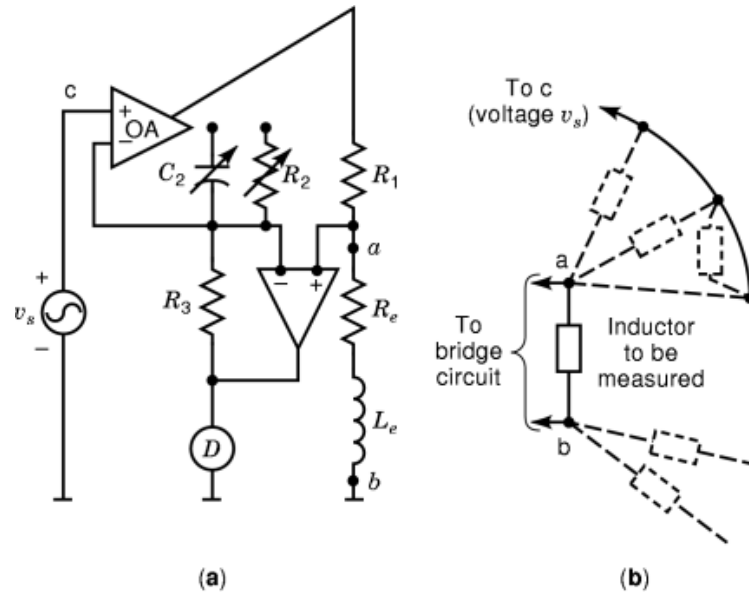 c
+
OA
−
C2
R2
R1
a
−
+
R3
Re
+
vs
−
D
Le
b
(a)
To c
(voltage vs)
a
To
bridge
circuit
Inductor
to be
measured
b
(b)